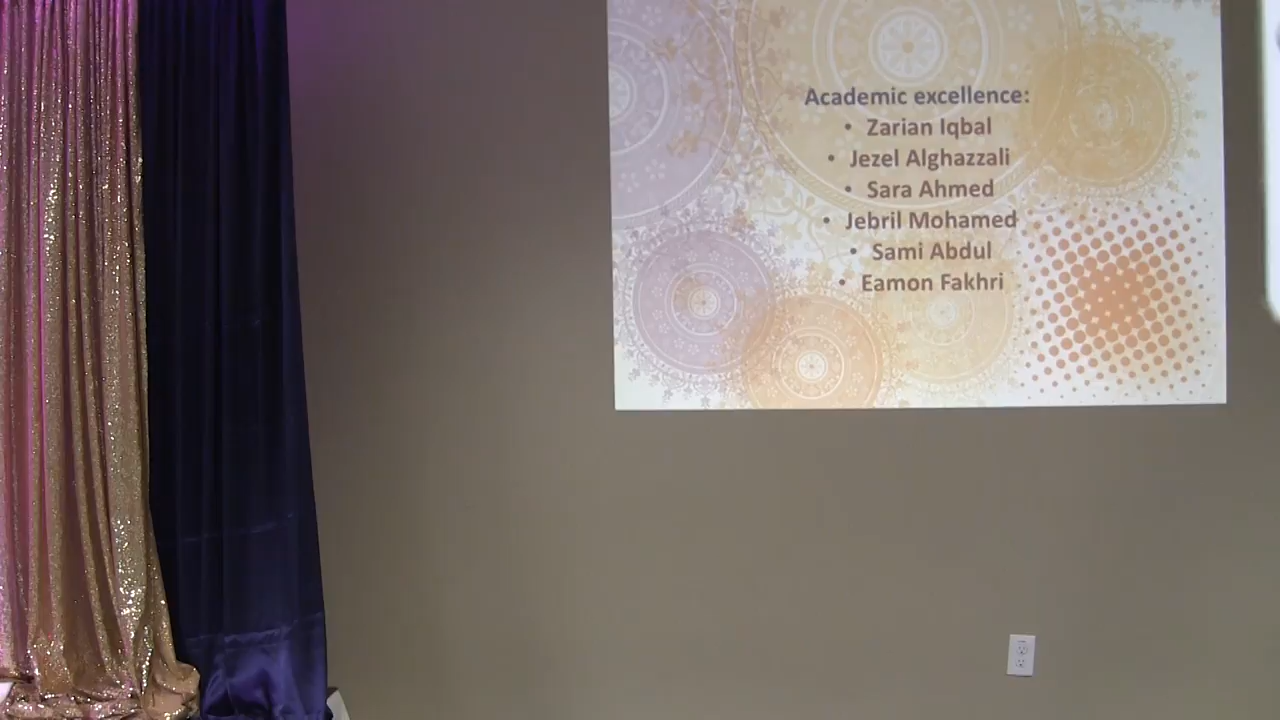 Academic excellence:
• Zarian Iqbal
• Jezel Alghazzali
• Sara Ahmed
• Jebril Mohamed
• Sami Abdul
• Eamon Fakhri